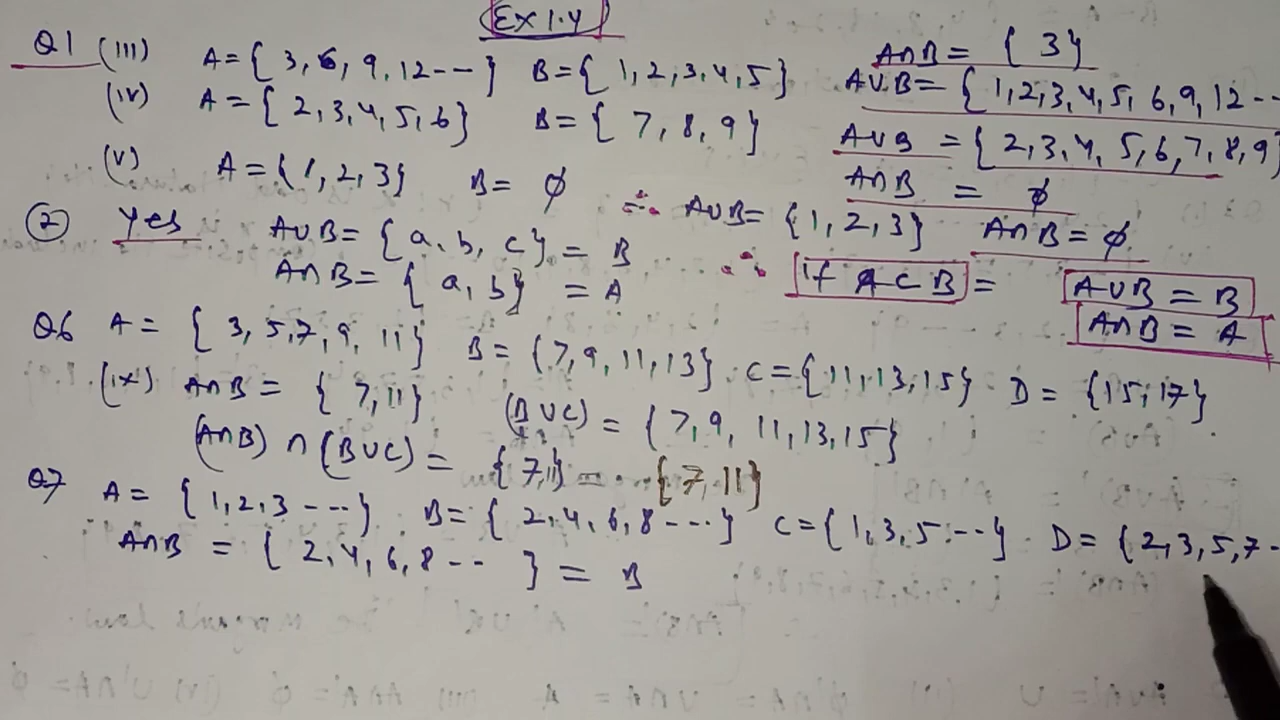 Ex 1.4
Q1 (iii) A = { 3, 6, 9, 12 --- } B = { 1, 2, 3, 4, 5 } A∩B = { 3 }
A∪B = { 1, 2, 3, 4, 5, 6, 9, 12 --
(iv) A = { 2, 3, 4, 5, 6 } B = { 7, 8, 9 } A∪B = { 2, 3, 4, 5, 6, 7, 8, 9 }
A∩B = ϕ
(v) A = { 1, 2, 3 } B = ϕ ∴ A∪B = { 1, 2, 3 } A∩B = ϕ
② Yes A∪B = { a, b, c } = B
A∩B = { a, b } = A ∴ if A ⊂ B = A∪B = B
A∩B = A
Q6 A = { 3, 5, 7, 9, 11 } B = { 7, 9, 11, 13 } C = { 11, 13, 15 } D = { 15, 17 }.
(ix) A∩B = { 7, 11 } (B∪C) = { 7, 9, 11, 13, 15 }
(A∩B) ∩ (B∪C) = { 7, 11 } = { 7, 11 }
Q7 A = { 1, 2, 3 --- } B = { 2, 4, 6, 8 --- } C = { 1, 3, 5 --- } D = { 2, 3, 5, 7 -
A∩B = { 2, 4, 6, 8 -- } = B